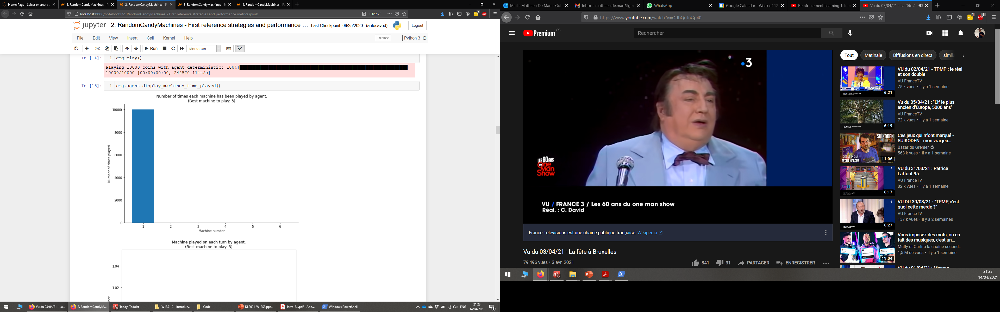 Home Page - Select or create a
1. RandomCandyMachines - P
2. RandomCandyMachines - Fi
3. RandomCandyMachines - St
4. RandomCandyMachines - Pa
localhost:8888/notebooks/2. RandomCandyMachines - First reference strategies and performance metrics.ipynb
120%
jupyter 2. RandomCandyMachines - First reference strategies and performance ... Last Checkpoint: 09/25/2020 (autosaved)
Logout
File Edit View Insert Cell Kernel Help
Trusted
Python 3
Run
Markdown
In [14]: 1 cmg.play()
Playing 10000 coins with agent deterministic: 100%|
10000/10000 [00:00<00:00, 244570.11it/s]
In [15]: 1 cmg.agent.display_machines_time_played()
Number of times each machine has been played by agent.
(Best machine to play: 3)
10000
8000
6000
4000
2000
0
Number of times played
1 2 3 4 5 6
Machine number
Machine played on each turn by agent.
(Best machine to play: 3)
1.04
1.02
Vu du 03/04/21 - La...
2. RandomCandyM...
Today: Todoist
W13S1-2 - Introduc...
Code
DL2021_W12S3.ppt...
intro_RL.pdf - Ado...
Windows PowerShell
ENG
21:23
14/04/2021
Mail - Matthieu De Mari - Out
Inbox - matthieu.de.mari@gm
WhatsApp
Google Calendar - Week of 12
Reinforcement Learning 1: Int
Vu du 03/04/21 - La fête à
https://www.youtube.com/watch?v=OdbQuJnGp40
Premium SG
Rechercher
3
LES 60 ANS
du One
Man
Show
VU / FRANCE 3 / Les 60 ans du one man show
Réal. : C. David
France Télévisions est une chaîne publique française. Wikipedia
Vu du 03/04/21 - La fête à Bruxelles
79 496 vues • 3 avr. 2021
841
31
PARTAGER
ENREGISTRER
Tout
Matinale
Diffusions en direct
simil
VU du 02/04/21 - TPMP : le réel
et son double
VU FranceTV
75 k vues • il y a 1 semaine
6:21
Vu du 05/04/21 : "L'if le plus
ancien d'Europe, 5000 ans"
VU FranceTV
72 k vues • il y a 1 semaine
6:19
SUIKODEN
CES JEUX QUI
M'ONT MARQUÉ
Ces jeux qui m'ont marqué -
SUIKODEN - mon vrai jeu...
Bazar du Grenier
563 k vues • il y a 1 semaine
11:06
VU du 31/03/21 : Patrice
Laffont 95
VU FranceTV
82 k vues • il y a 1 semaine
6:17
VU DU 30/03/21 : "TPMP, c'est
quoi cette merde ?"
VU FranceTV
137 k vues • il y a 2 semaines
6:27
Vous imposez des mots, on en
fait des musiques, c'est un...
Mcfly et Carlito la chaîne second...
1,5 M de vues • il y a 1 semaine
19:04
VU du 01/04/21 : Macron
21:23
14/04/2021